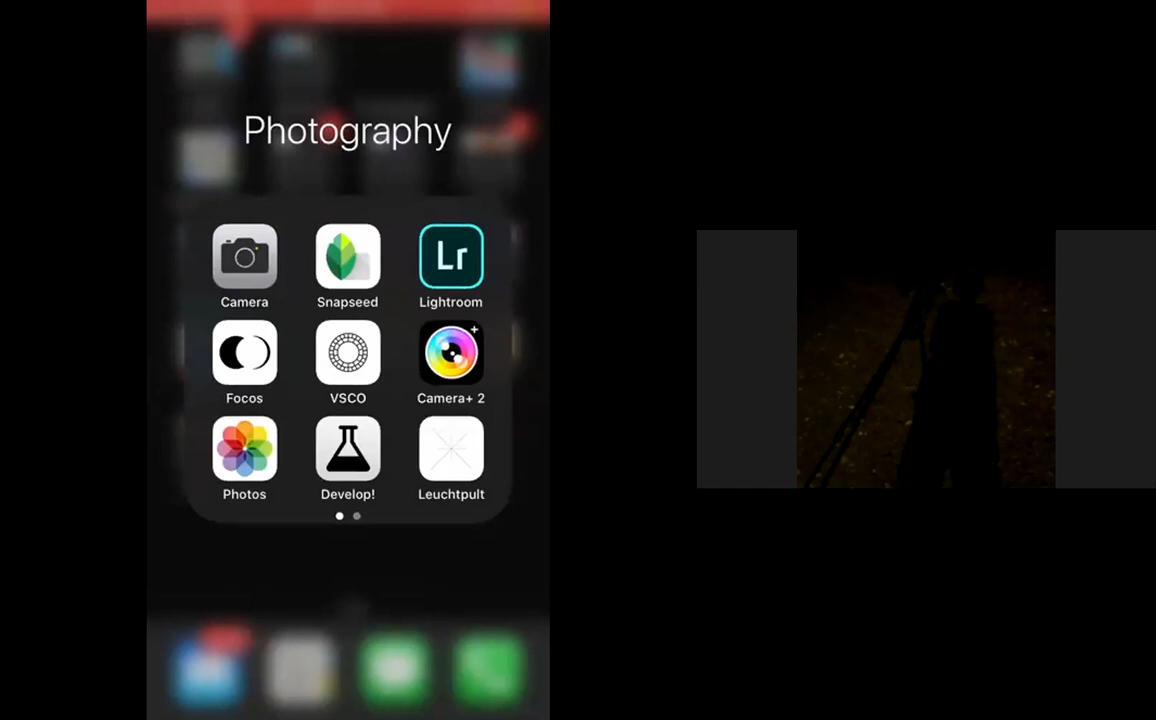 Photography
Lr
Camera
Snapseed
Lightroom
Focos
VSCO
Camera+ 2
Photos
Develop!
Leuchtpult